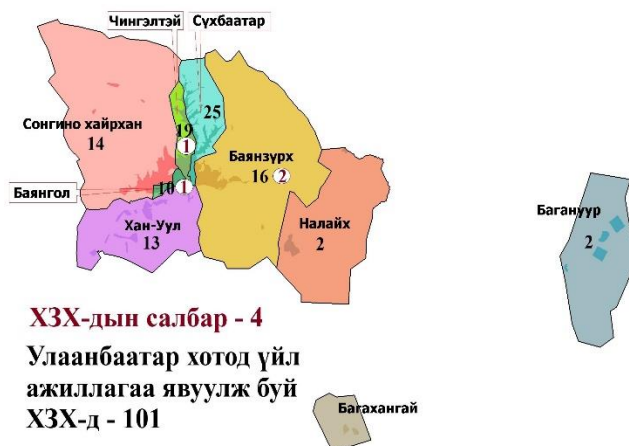 Чингэлтэй
Сүхбаатар
25
19
Сонгино хайрхан
14
1
Баянзүрх
16 2
Баянгол
10 1
Хан-Уул
13
Налайх
2
Багануур
2
ХЗХ-дын салбар - 4
Улаанбаатар хотод үйл
ажиллагаа явуулж буй
ХЗХ-д - 101
Багахангай